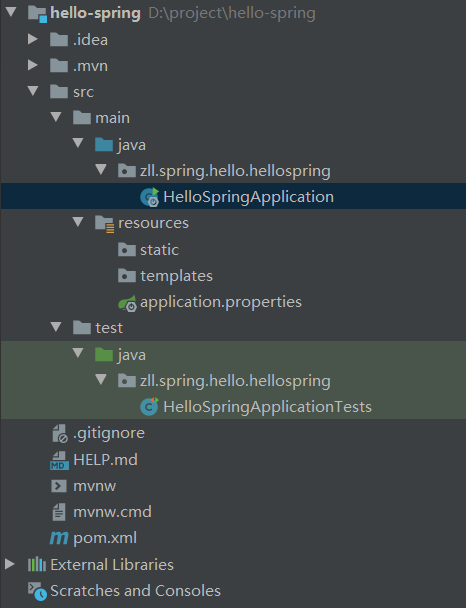 hello-spring D:\project\hello-spring
.idea
.mvn
src
main
java
zll.spring.hello.hellospring
HelloSpringApplication
resources
static
templates
application.properties
test
java
zll.spring.hello.hellospring
HelloSpringApplicationTests
.gitignore
MD HELP.md
mvnw
mvnw.cmd
m pom.xml
External Libraries
Scratches and Consoles